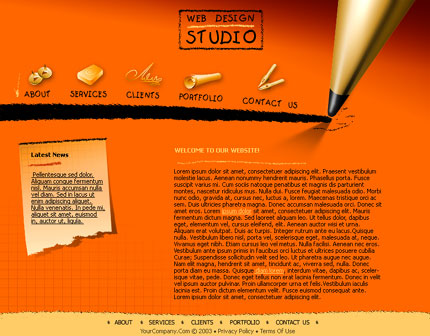 WEB DESIGN
STUDIO
ABOUT
SERVICES
CLIENTS
PORTFOLIO
CONTACT US
Latest News
Pellentesque sed dolor.
Aliquam congue fermentum
nisl. Mauris accumsan nulla
vel diam. Sed in lacus ut
enim adipiscing aliquet.
Nulla venenatis. In pede mi,
aliquet sit amet, euismod
in, auctor ut, ligula.
WELCOME TO OUR WEBSITE!
Lorem ipsum dolor sit amet, consectetuer adipiscing elit. Praesent vestibulum
molestie lacus. Aenean nonummy hendrerit mauris. Phasellus porta. Fusce
suscipit varius mi. Cum sociis natoque penatibus et magnis dis parturient
montes, nascetur ridiculus mus. Nulla dui. Fusce feugiat malesuada odio. Morbi
nunc odio, gravida at, cursus nec, luctus a, lorem. Maecenas tristique orci ac
sem. Duis ultricies pharetra magna. Donec accumsan malesuada orci. Donec sit
amet eros. Lorem ipsum dolor sit amet, consectetuer adipiscing elit. Mauris
fermentum dictum magna. Sed laoreet aliquam leo. Ut tellus dolor, dapibus
eget, elementum vel, cursus eleifend, elit. Aenean auctor wisi et urna.
Aliquam erat volutpat. Duis ac turpis. Integer rutrum ante eu lacus. Quisque
nulla. Vestibulum libero nisl, porta vel, scelerisque eget, malesuada at, neque.
Vivamus eget nibh. Etiam cursus leo vel metus. Nulla facilisi. Aenean nec eros.
Vestibulum ante ipsum primis in faucibus orci luctus et ultrices posuere cubilia
Curae; Suspendisse sollicitudin velit sed leo. Ut pharetra augue nec augue.
Nam elit magna, hendrerit sit amet, tincidunt ac, viverra sed, nulla. Donec
porta diam eu massa. Quisque diam lorem, interdum vitae, dapibus ac, sceler-
isque vitae, pede. Donec eget tellus non erat lacinia fermentum. Donec in velit
vel ipsum auctor pulvinar. Proin ullamcorper urna et felis. Vestibulum iaculis
lacinia est. Proin dictum elementum velit. Fusce euismod consequat ante.
Lorem ipsum dolor sit amet, consectetuer adipiscing elit.
ABOUT SERVICES CLIENTS PORTFOLIO CONTACT US
YourCompany.Com © 2003 • Privacy Policy • Terms Of Use